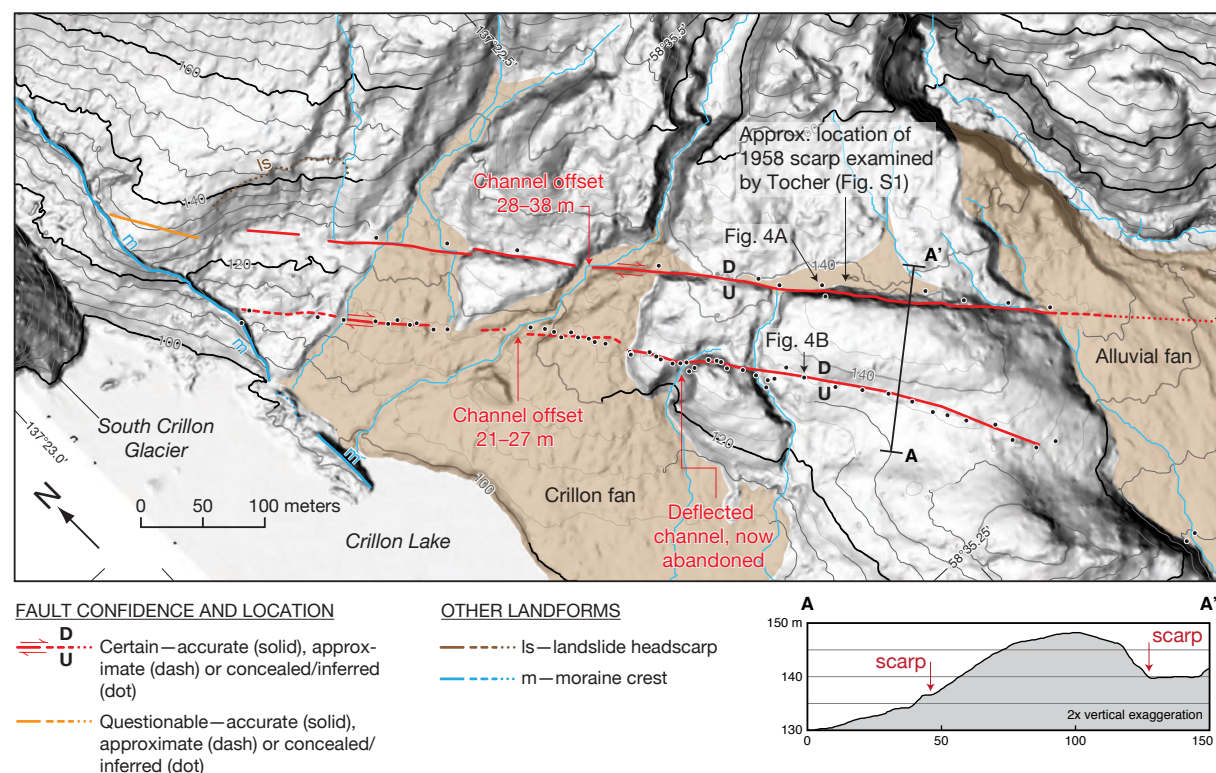 137°22.5'
58°35.5'
160
ls
140
Channel offset
28–38 m
Approx. location of
1958 scarp examined
by Tocher (Fig. S1)
Fig. 4A
A'
m
120
D
U
140
m
100
Fig. 4B
D
U
140
Alluvial fan
South Crillon
Glacier
137°23.0'
Channel offset
21–27 m
120
A
m
100
Crillon fan
N
0 50 100 meters
Crillon Lake
Deflected
channel, now
abandoned
58°35.25'
FAULT CONFIDENCE AND LOCATION
D
U
Certain—accurate (solid), approx-
imate (dash) or concealed/inferred
(dot)
Questionable—accurate (solid),
approximate (dash) or concealed/
inferred (dot)
OTHER LANDFORMS
ls—landslide headscarp
m—moraine crest
A A'
150 m
scarp
scarp
140
2x vertical exaggeration
130
0 50 100 150